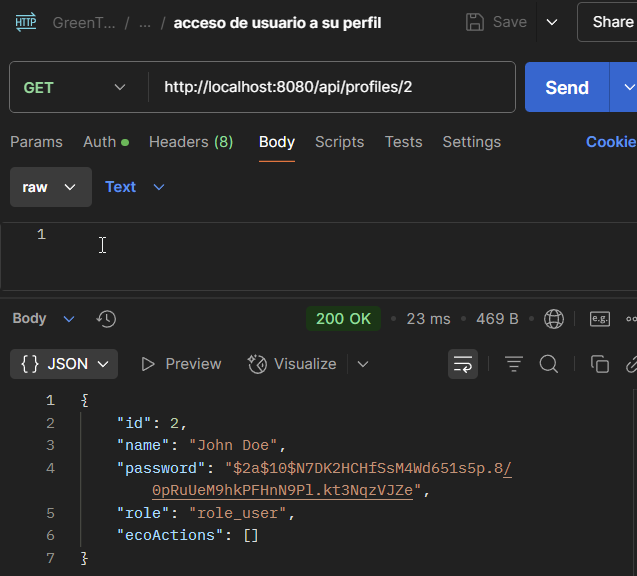 HTTP GreenT... / ... / acceso de usuario a su perfil Save Share
GET http://localhost:8080/api/profiles/2 Send
Params Auth Headers (8) Body Scripts Tests Settings Cookie
raw Text
1
Body 200 OK 23 ms 469 B e.g.
{} JSON Preview Visualize
1 {
2 "id": 2,
3 "name": "John Doe",
4 "password": "$2a$10$N7DK2HCHfSsM4Wd651s5p.8/
0pRuUeM9hkPFHnN9Pl.kt3NqzVJZe",
5 "role": "role_user",
6 "ecoActions": []
7 }